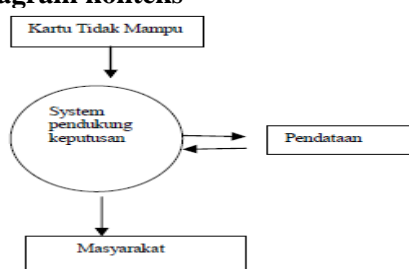 agram konteks
Kartu Tidak Mampu
System
pendukung
keputusan
Pendataan
Masyarakat